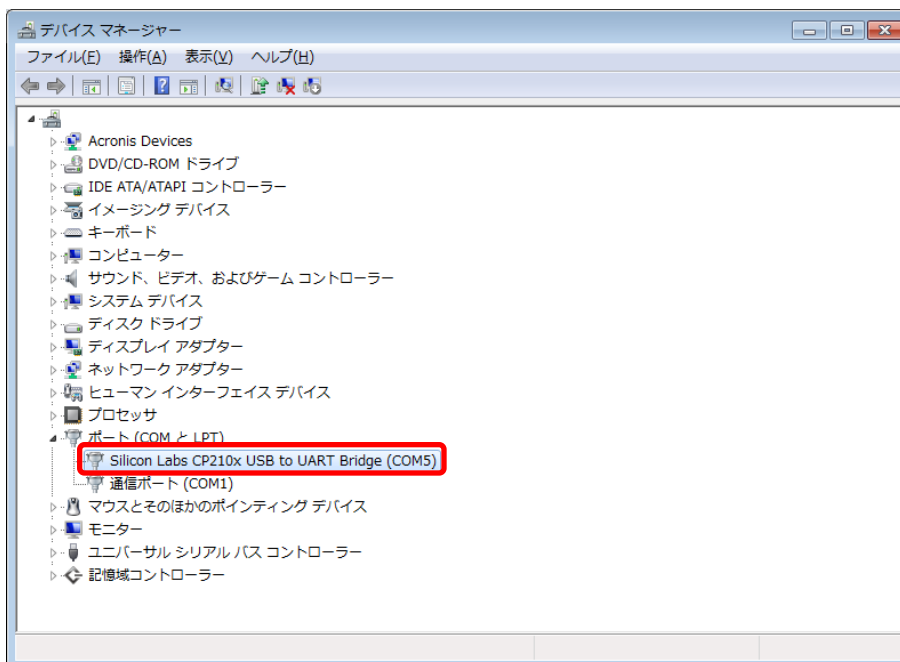 デバイス マネージャー
ファイル(F) 操作(A) 表示(V) ヘルプ(H)
Acronis Devices
DVD/CD-ROM ドライブ
IDE ATA/ATAPI コントローラー
イメージング デバイス
キーボード
コンピューター
サウンド、ビデオ、およびゲーム コントローラー
システム デバイス
ディスク ドライブ
ディスプレイ アダプター
ネットワーク アダプター
ヒューマン インターフェイス デバイス
プロセッサ
ポート (COM と LPT)
Silicon Labs CP210x USB to UART Bridge (COM5)
通信ポート (COM1)
マウスとそのほかのポインティング デバイス
モニター
ユニバーサル シリアル バス コントローラー
記憶域コントローラー